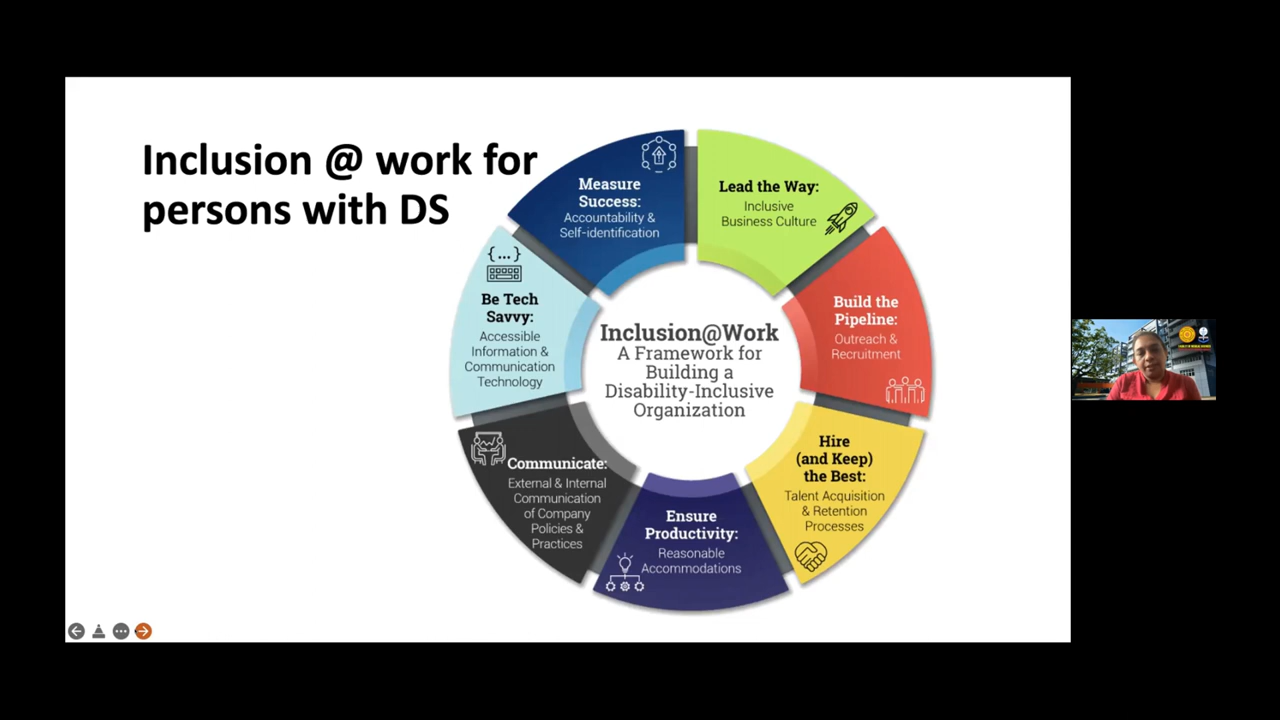 Inclusion @ work for
persons with DS
Measure
Success:
Accountability &
Self-identification
Lead the Way:
Inclusive
Business Culture
Build the
Pipeline:
Outreach &
Recruitment
Hire
(and Keep)
the Best:
Talent Acquisition
& Retention
Processes
Ensure
Productivity:
Reasonable
Accommodations
Communicate:
External & Internal
Communication
of Company
Policies &
Practices
{...}
Be Tech
Savvy:
Accessible
Information &
Communication
Technology
Inclusion@Work
A Framework for
Building a
Disability-Inclusive
Organization